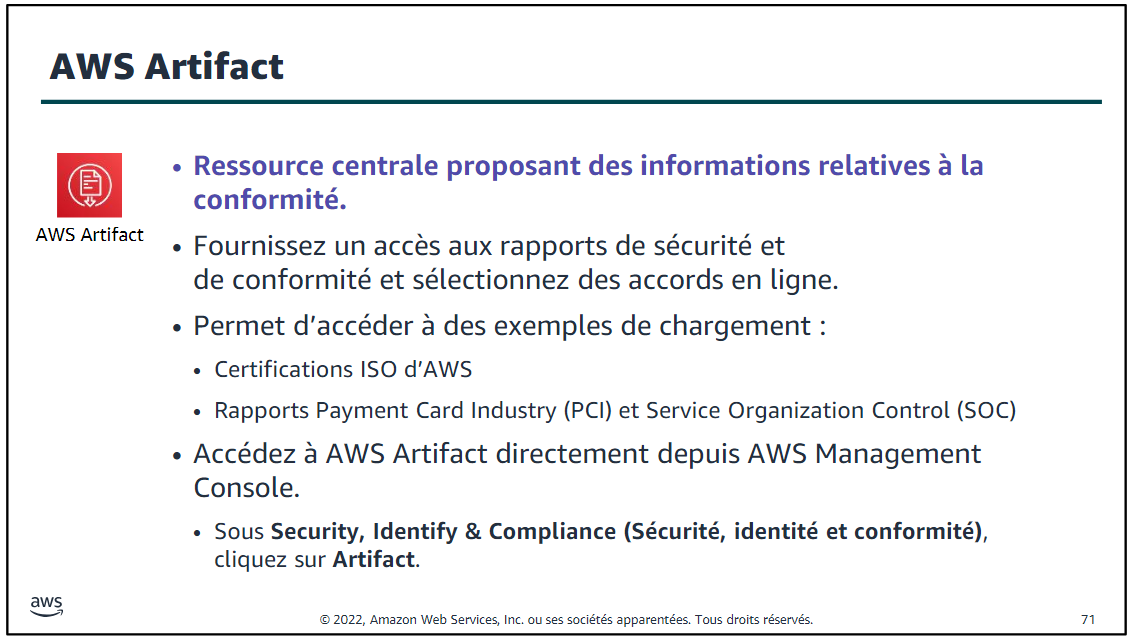 AWS Artifact
• Ressource centrale proposant des informations relatives à la
conformité.
AWS Artifact
• Fournissez un accès aux rapports de sécurité et
de conformité et sélectionnez des accords en ligne.
• Permet d’accéder à des exemples de chargement :
• Certifications ISO d’AWS
• Rapports Payment Card Industry (PCI) et Service Organization Control (SOC)
• Accédez à AWS Artifact directement depuis AWS Management
Console.
• Sous Security, Identify & Compliance (Sécurité, identité et conformité),
cliquez sur Artifact.
aws
© 2022, Amazon Web Services, Inc. ou ses sociétés apparentées. Tous droits réservés.
71